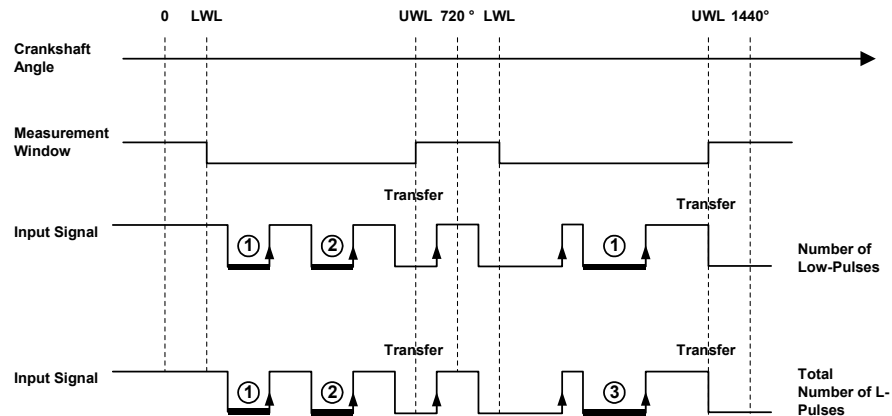 0 LWL UWL 720 ° LWL UWL 1440°
Crankshaft
Angle
Measurement
Window
Transfer
Transfer
Input Signal
1 2 1
Number of
Low-Pulses
Transfer
Transfer
Input Signal
1 2 3
Total
Number of L-
Pulses